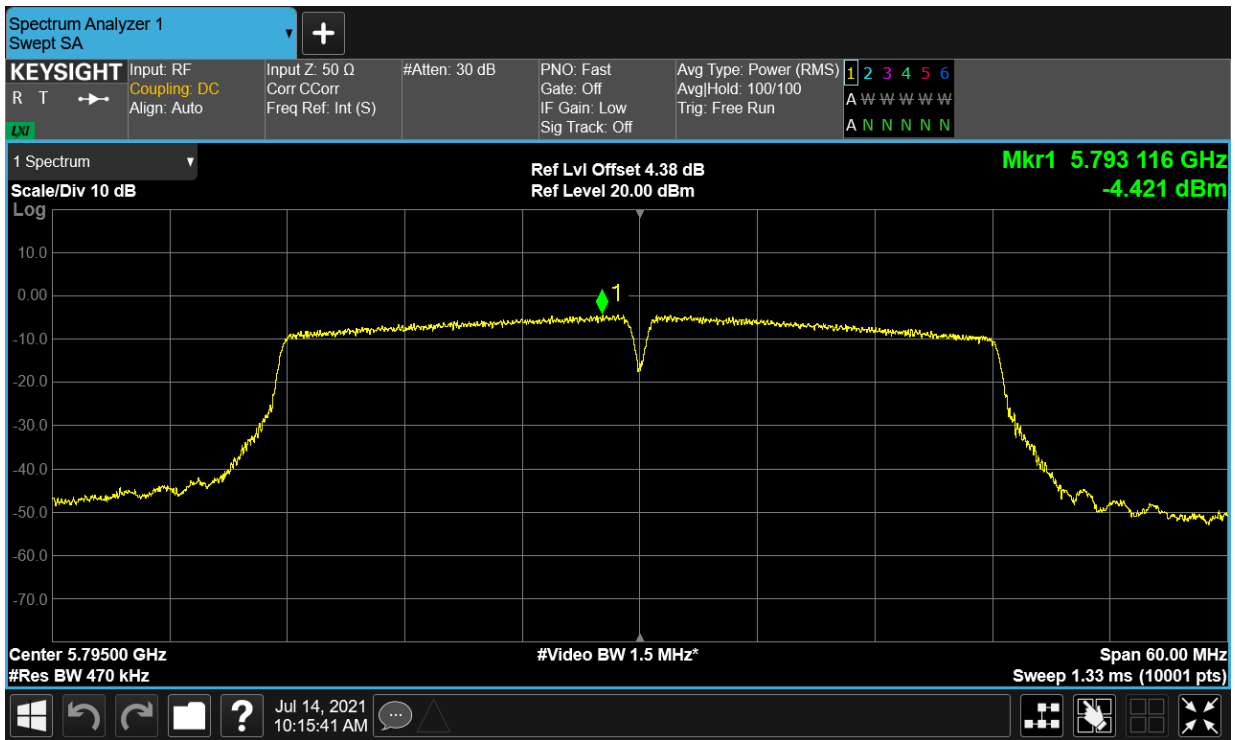 Spectrum Analyzer 1
Swept SA
KEYSIGHT
R T
LXI
Input: RF
Coupling: DC
Align: Auto
Input Z: 50 Ω
Corr CCorr
Freq Ref: Int (S)
#Atten: 30 dB
PNO: Fast
Gate: Off
IF Gain: Low
Sig Track: Off
Avg Type: Power (RMS)
Avg|Hold: 100/100
Trig: Free Run
1 2 3 4 5 6
A W W W W W
A N N N N N
1 Spectrum
Scale/Div 10 dB
Log
Ref Lvl Offset 4.38 dB
Ref Level 20.00 dBm
Mkr1 5.793 116 GHz
-4.421 dBm
10.0
0.00
-10.0
-20.0
-30.0
-40.0
-50.0
-60.0
-70.0
1
Center 5.79500 GHz
#Res BW 470 kHz
#Video BW 1.5 MHz*
Span 60.00 MHz
Sweep 1.33 ms (10001 pts)
?
Jul 14, 2021
10:15:41 AM